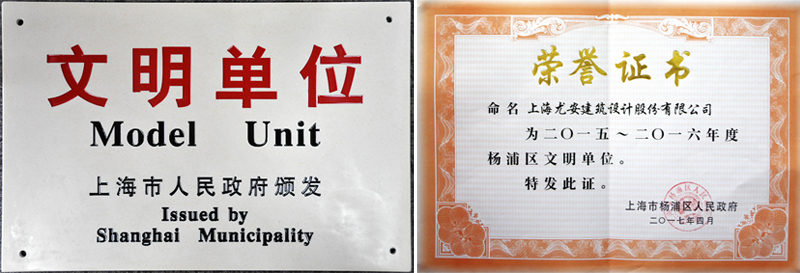 文明单位
Model Unit
上海市人民政府颁发
Issued by
Shanghai Municipality
荣誉证书
命名 上海尤安建筑设计股份有限公司
为二〇一五～二〇一六年度
杨浦区文明单位。
特发此证。
上海市杨浦区人民政府
二〇一七年四月